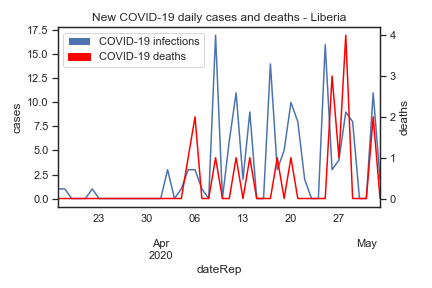 New COVID-19 daily cases and deaths - Liberia
COVID-19 infections
COVID-19 deaths
17.5
15.0
12.5
10.0
7.5
5.0
2.5
0.0
cases
4
3
2
1
0
deaths
23 30 06 13 20 27
Apr May
2020
dateRep